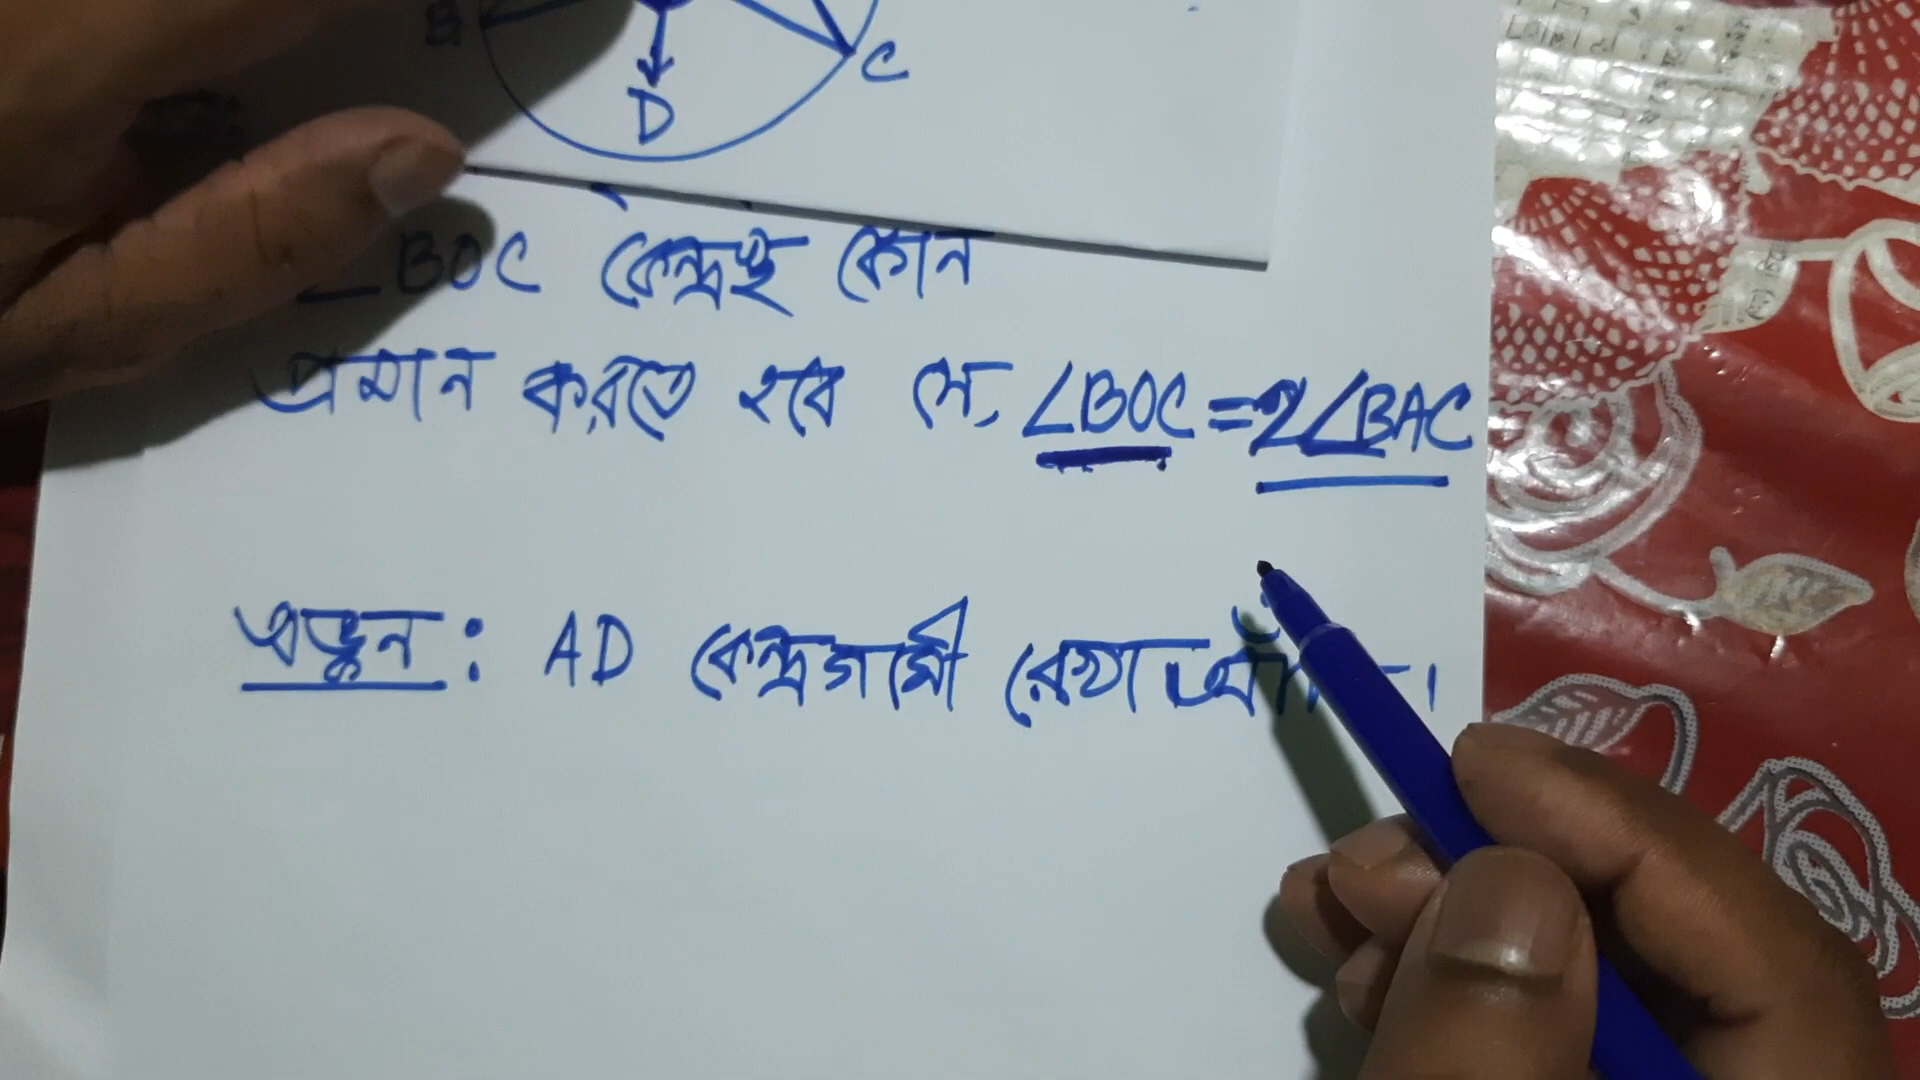 B
C
D
∠BOC কেন্দ্রস্থ কোন
প্রমান করতে হবে যে, ∠BOC = 2∠BAC
অঙ্কন : AD কেন্দ্রগামী রেখা